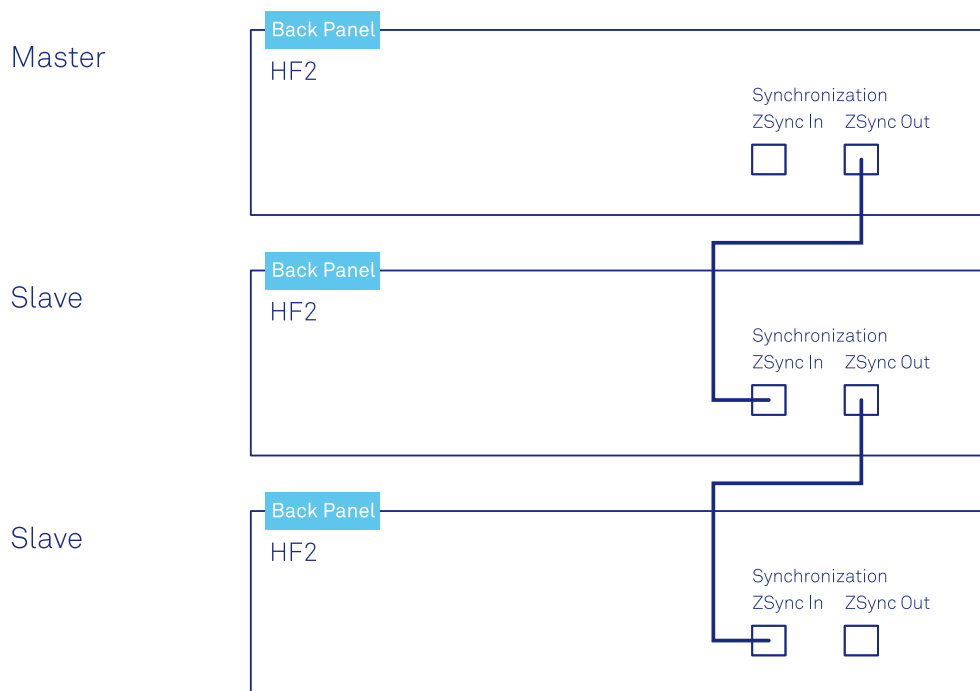 Back Panel
Master
HF2
Synchronization
ZSync In ZSync Out
Back Panel
Slave
HF2
Synchronization
ZSync In ZSync Out
Back Panel
Slave
HF2
Synchronization
ZSync In ZSync Out